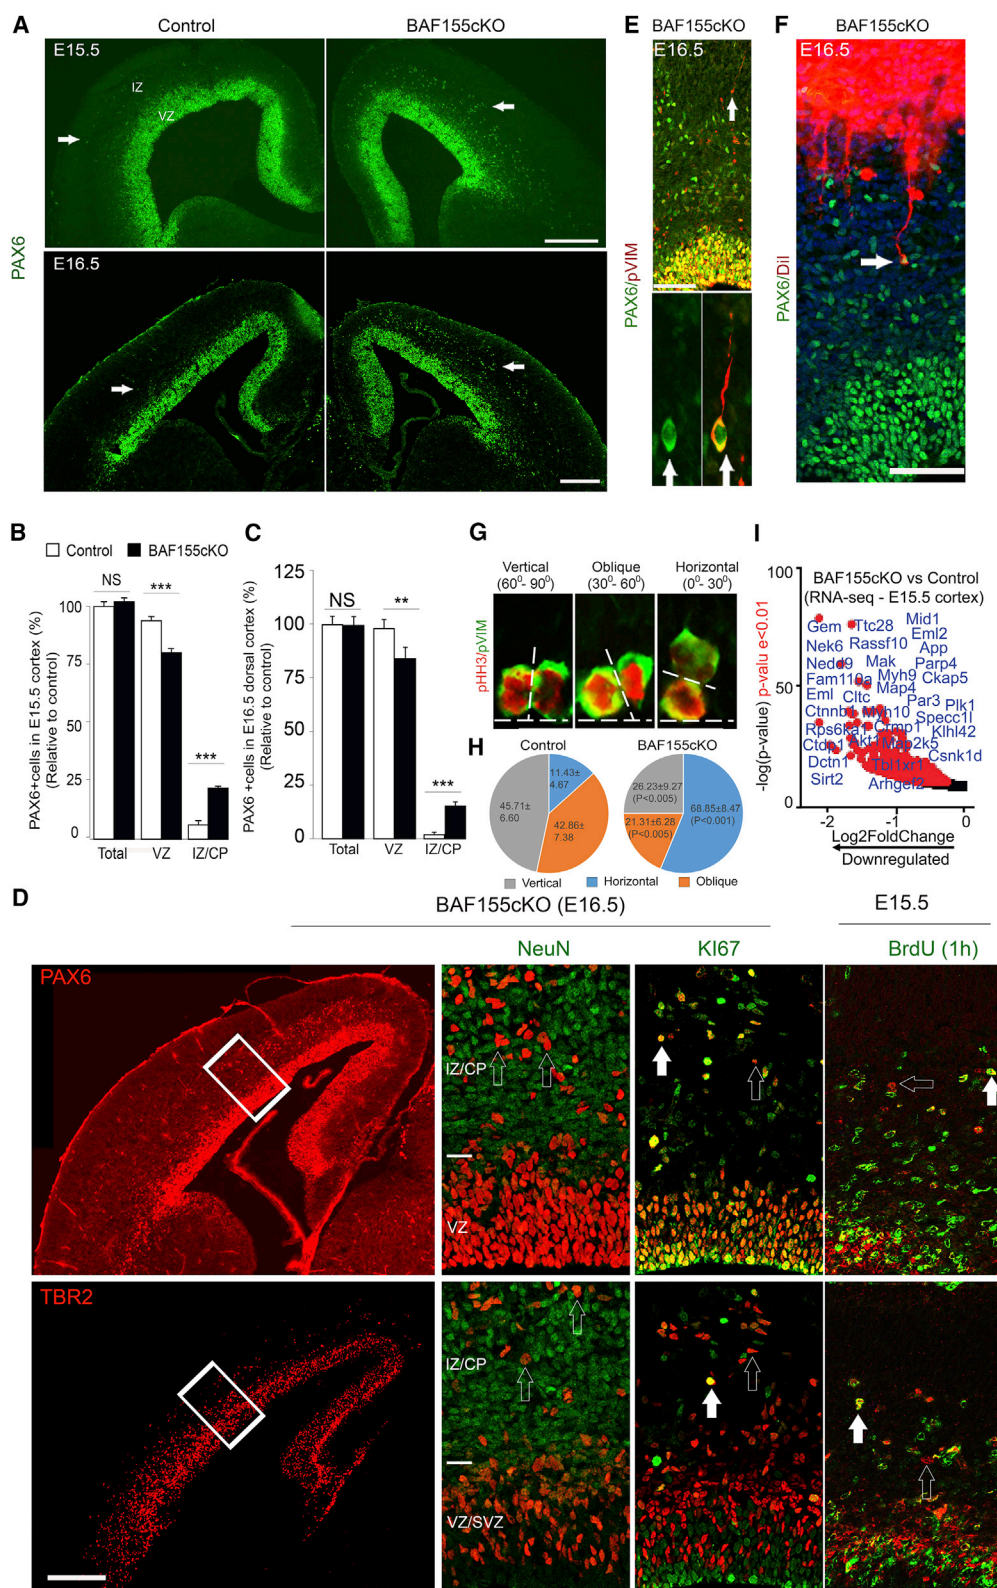 A
Control
BAF155cKO
E15.5
IZ
VZ
E16.5
PAX6
E
BAF155cKO
E16.5
PAX6/pVIM
F
BAF155cKO
E16.5
PAX6/DiI
B
Control
BAF155cKO
NS
***
***
100
75
50
25
0
PAX6+cells in E15.5 cortex (%)
(Relative to control)
Total
VZ
IZ/CP
C
125
100
75
50
25
0
NS
**
***
PAX6 +cells in E16.5 dorsal cortex (%)
(Relative to control)
Total
VZ
IZ/CP
G
Vertical
(60⁰- 90⁰)
Oblique
(30⁰- 60⁰)
Horizontal
(0⁰- 30⁰)
pHH3/pVIM
H
Control
BAF155cKO
11.43±
4.67
45.71±
6.60
42.86±
7.38
26.23±9.27
(P<0.005)
68.85±8.47
(P<0.001)
21.31±6.28
(P<0.005)
Vertical
Horizontal
Oblique
I
BAF155cKO vs Control
(RNA-seq - E15.5 cortex)
-log(p-value) p-valu e<0.01
100
50
0
Gem
Ttc28
Mid1
Eml2
Nek6
Rassf10
App
Nedd9
Mak
Parp4
Fam110a
Myh9
Ckap5
Eml
Cltc
Map4
Par3
Plk1
Ctnnb1
Myh10
Specc1l
Rps6ka1
Crmp1
Klhl42
Ctdp1
Akt1
Map2k5
Dctn1
Tbl1xr1
Csnk1d
Sirt2
Arhgef2
-2
-1
0
Log2FoldChange
Downregulated
D
BAF155cKO (E16.5)
E15.5
NeuN
KI67
BrdU (1h)
PAX6
IZ/CP
VZ
TBR2
IZ/CP
VZ/SVZ